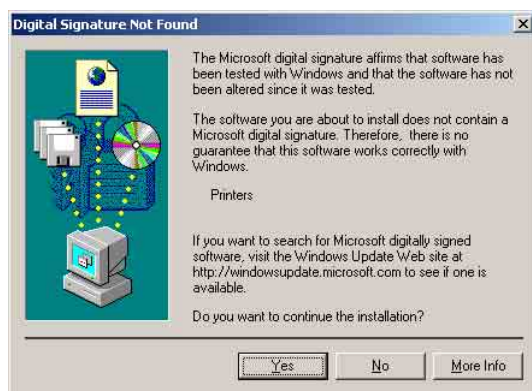 Digital Signature Not Found
The Microsoft digital signature affirms that software has
been tested with Windows and that the software has not
been altered since it was tested.
The software you are about to install does not contain a
Microsoft digital signature. Therefore, there is no
guarantee that this software works correctly with
Windows.
Printers
If you want to search for Microsoft digitally signed
software, visit the Windows Update Web site at
http://windowsupdate.microsoft.com to see if one is
available.
Do you want to continue the installation?
Yes
No
More Info